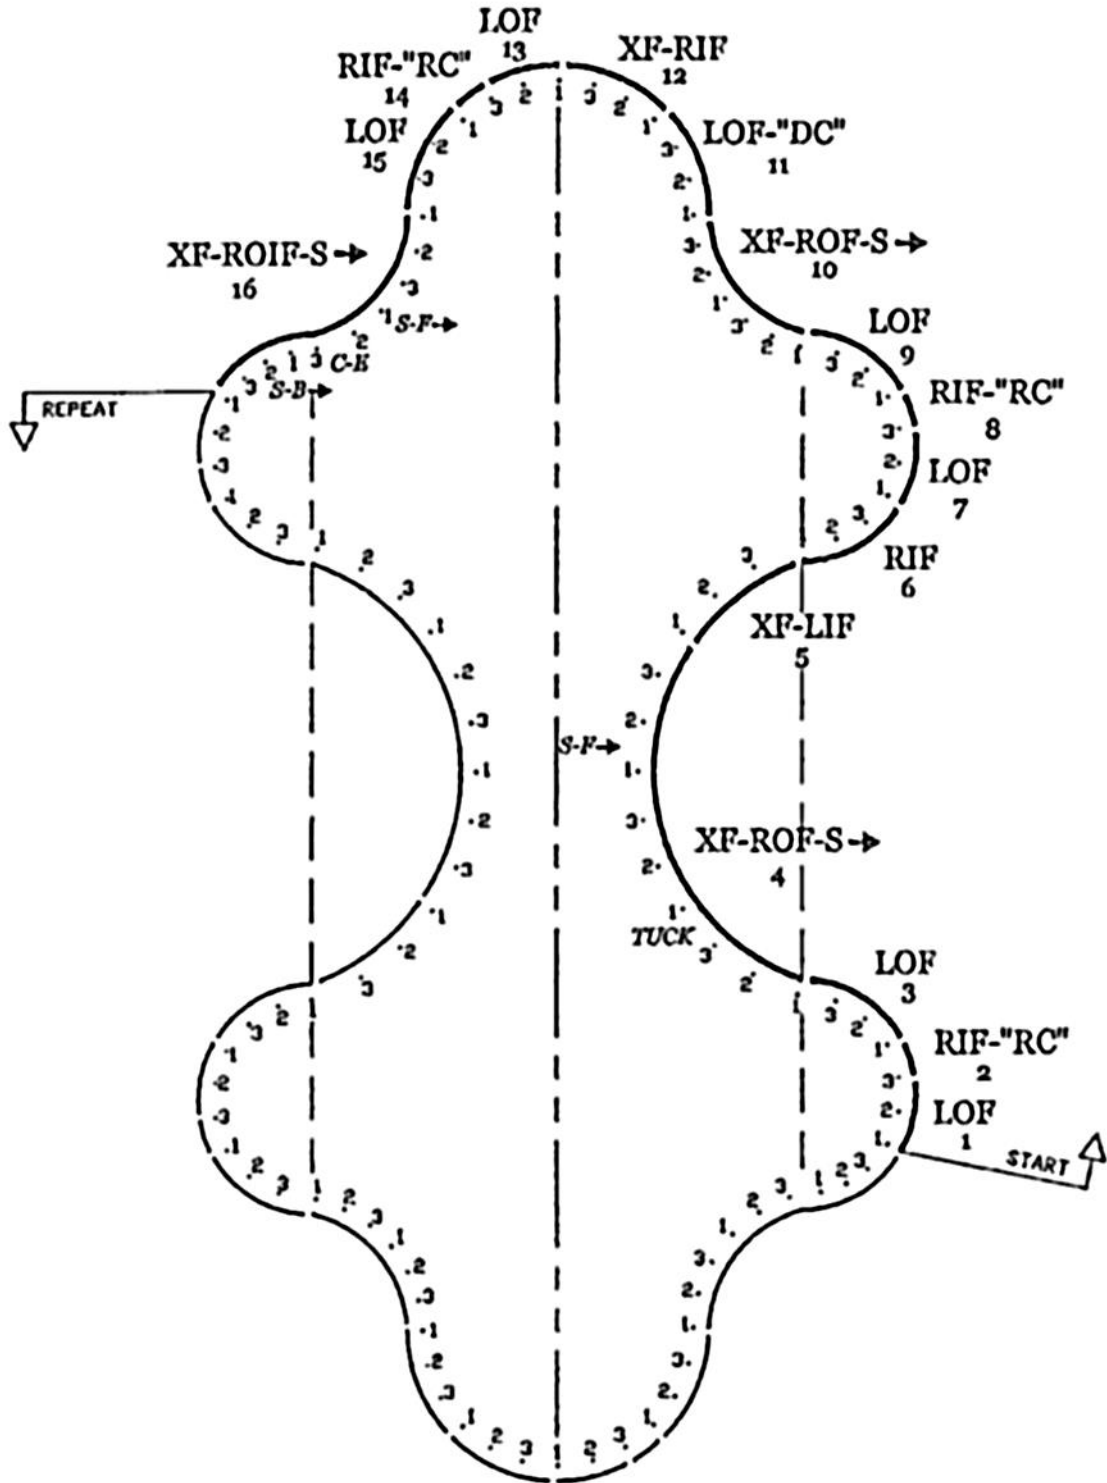 LOF
13
XF-RIF
12
RIF-"RC"
14
LOF-"DC"
11
LOF
15
XF-ROIF-S→
16
XF-ROF-S→
10
S-F→
C-E
S-B→
LOF
9
RIF-"RC"
8
REPEAT
LOF
7
RIF
6
XF-LIF
5
S-F→
XF-ROF-S→
4
TUCK
LOF
3
RIF-"RC"
2
LOF
1
START